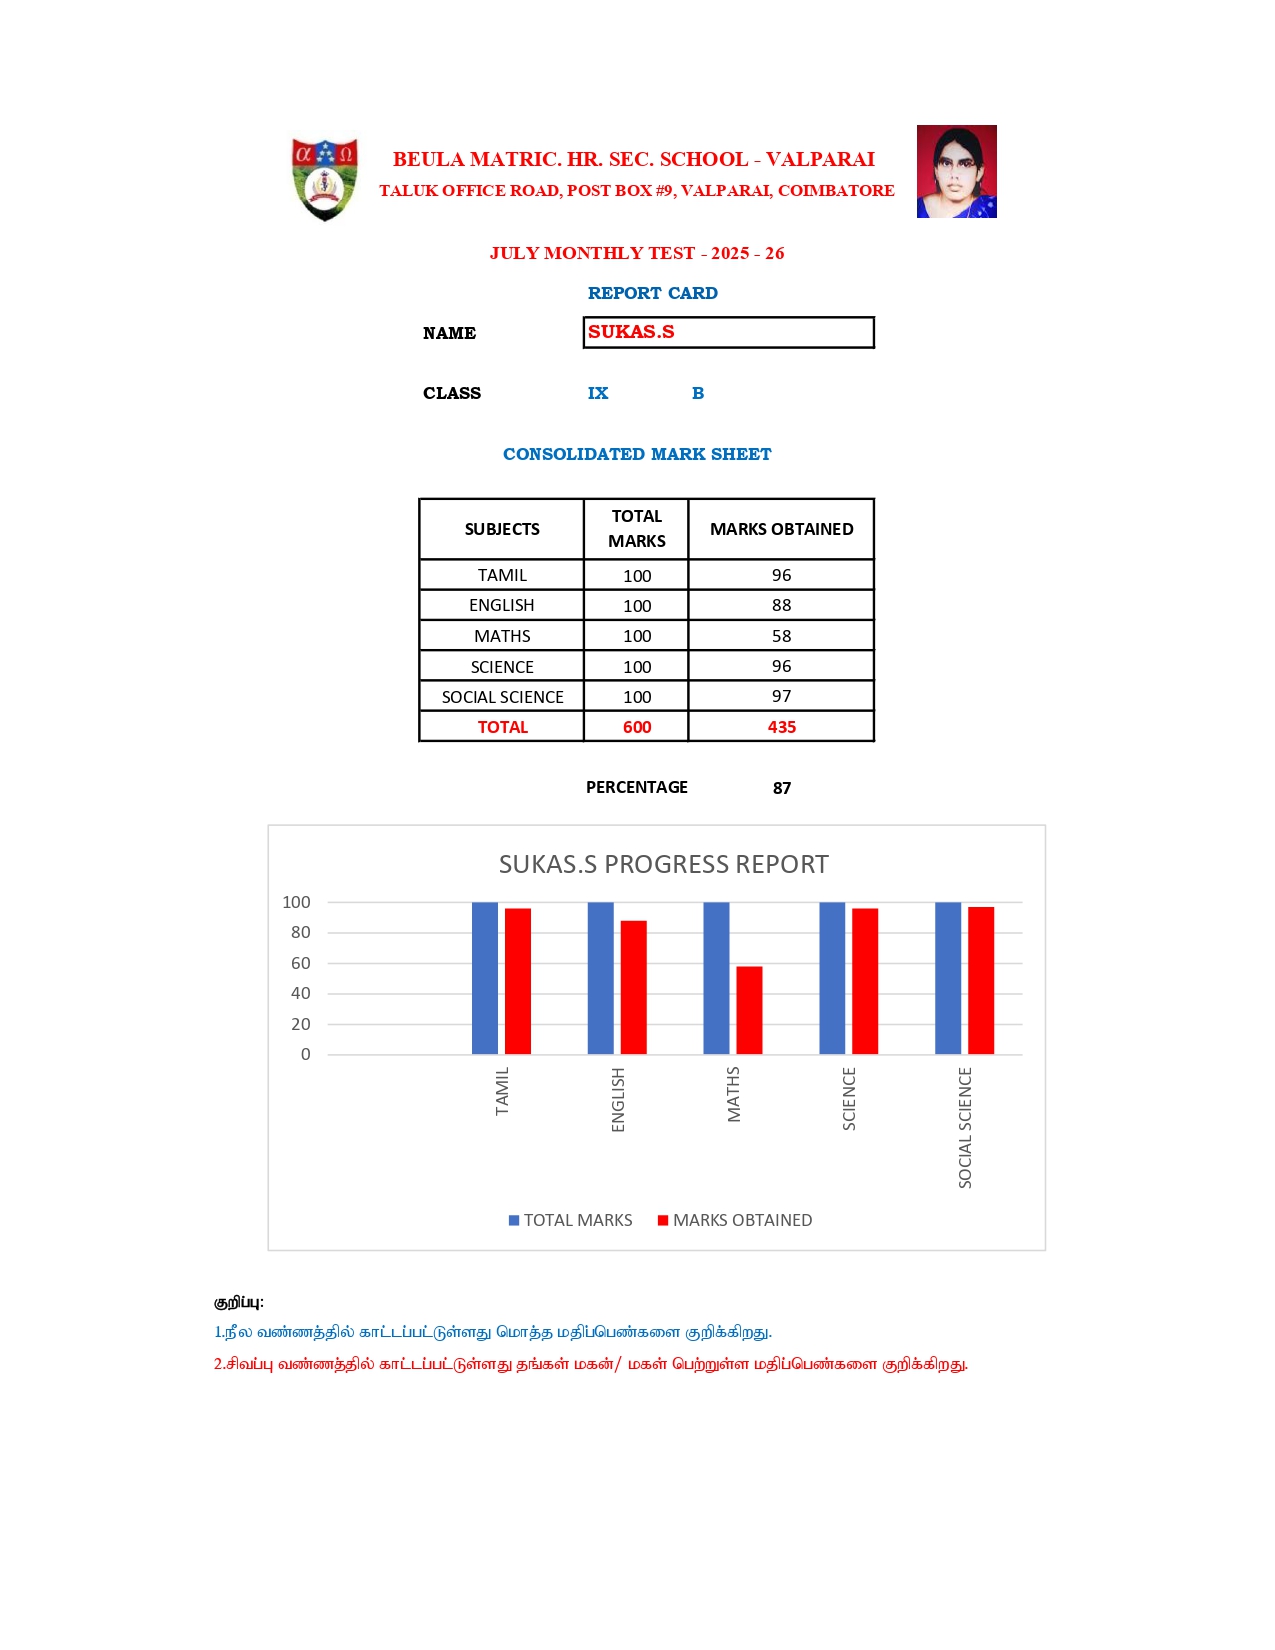 α Ω
BEULA MATRIC. HR. SEC. SCHOOL - VALPARAI
TALUK OFFICE ROAD, POST BOX #9, VALPARAI, COIMBATORE
JULY MONTHLY TEST - 2025 - 26
REPORT CARD
NAME SUKAS.S
CLASS IX B
CONSOLIDATED MARK SHEET
SUBJECTS TOTAL MARKS MARKS OBTAINED
TAMIL 100 96
ENGLISH 100 88
MATHS 100 58
SCIENCE 100 96
SOCIAL SCIENCE 100 97
TOTAL 600 435
PERCENTAGE 87
SUKAS.S PROGRESS REPORT
100
80
60
40
20
0
TAMIL
ENGLISH
MATHS
SCIENCE
SOCIAL SCIENCE
TOTAL MARKS MARKS OBTAINED
குறிப்பு:
1.நீல வண்ணத்தில் காட்டப்பட்டுள்ளது மொத்த மதிப்பெண்களை குறிக்கிறது.
2.சிவப்பு வண்ணத்தில் காட்டப்பட்டுள்ளது தங்கள் மகன்/ மகள் பெற்றுள்ள மதிப்பெண்களை குறிக்கிறது.